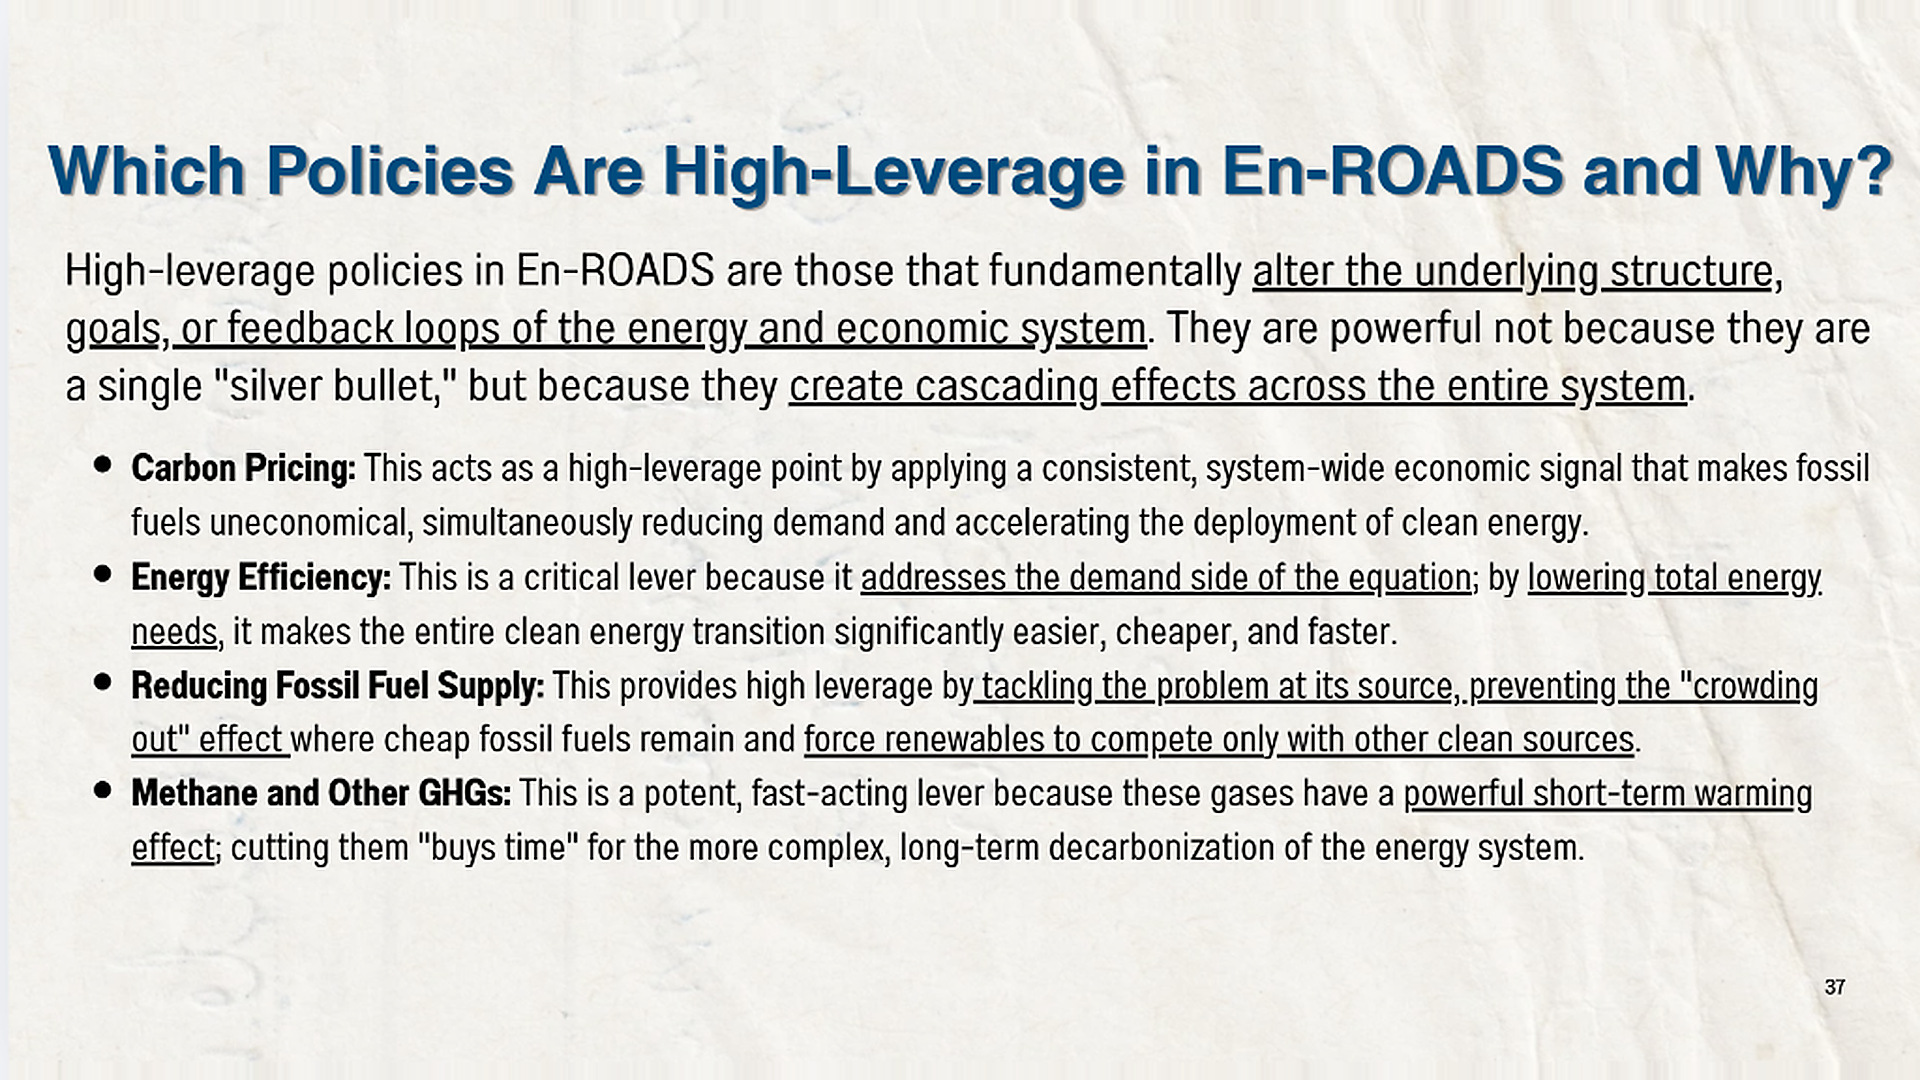 Which Policies Are High-Leverage in En-ROADS and Why?
High-leverage policies in En-ROADS are those that fundamentally alter the underlying structure,
goals, or feedback loops of the energy and economic system. They are powerful not because they are
a single "silver bullet," but because they create cascading effects across the entire system.
● Carbon Pricing: This acts as a high-leverage point by applying a consistent, system-wide economic signal that makes fossil
fuels uneconomical, simultaneously reducing demand and accelerating the deployment of clean energy.
● Energy Efficiency: This is a critical lever because it addresses the demand side of the equation; by lowering total energy
needs, it makes the entire clean energy transition significantly easier, cheaper, and faster.
● Reducing Fossil Fuel Supply: This provides high leverage by tackling the problem at its source, preventing the "crowding
out" effect where cheap fossil fuels remain and force renewables to compete only with other clean sources.
● Methane and Other GHGs: This is a potent, fast-acting lever because these gases have a powerful short-term warming
effect; cutting them "buys time" for the more complex, long-term decarbonization of the energy system.
37